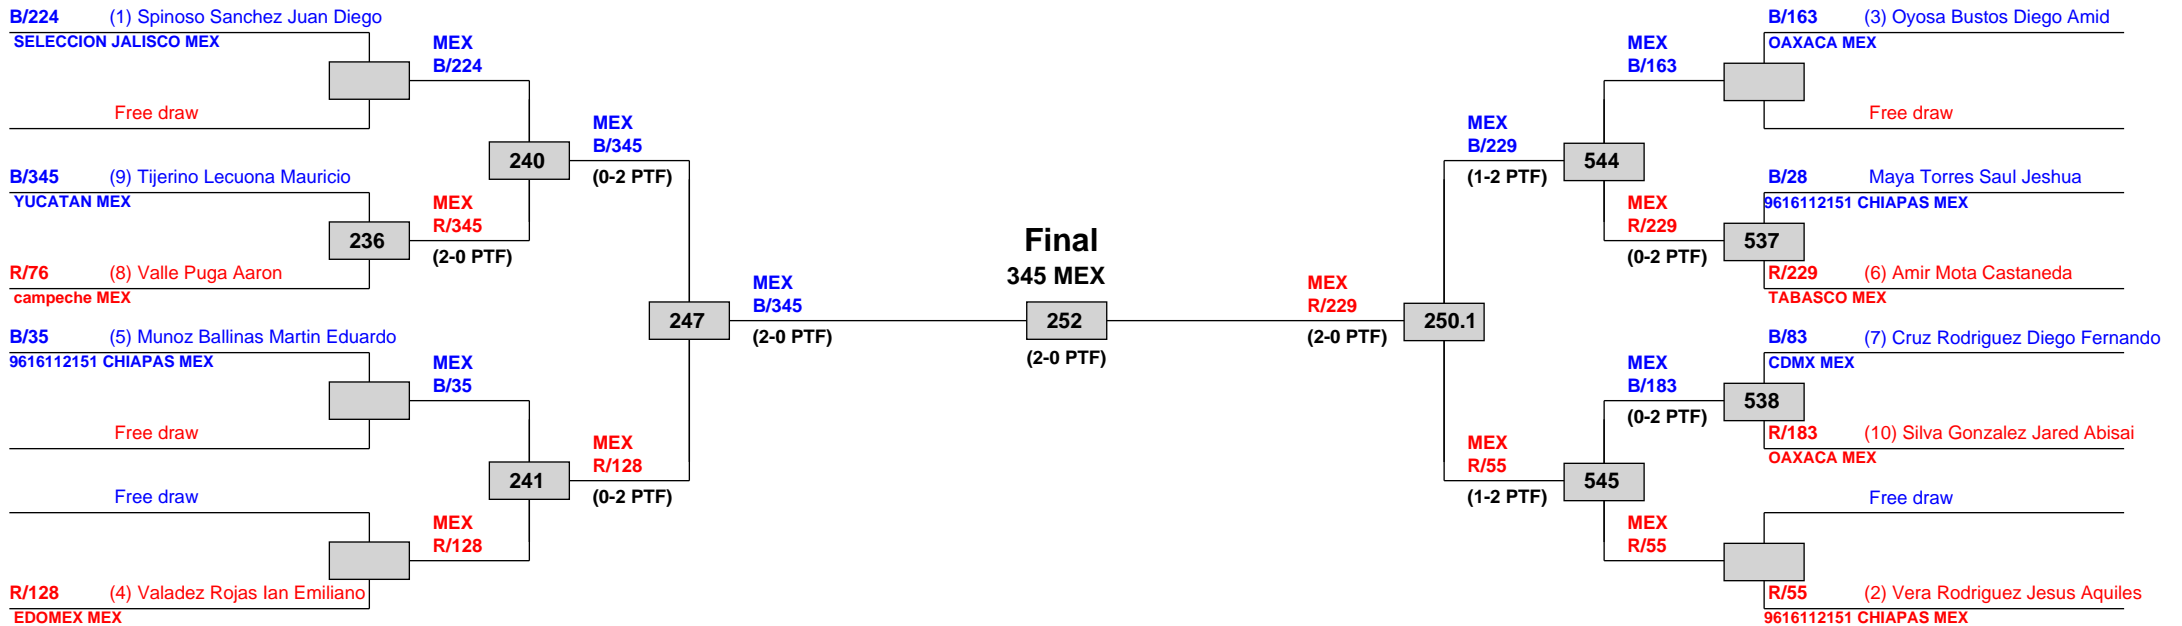 B/224 (1) Spinoso Sanchez Juan Diego
SELECCION JALISCO MEX
MEX
B/224
Free draw
240
MEX
B/345
(0-2 PTF)
B/345 (9) Tijerino Lecuona Mauricio
YUCATAN MEX
236
MEX
R/345
(2-0 PTF)
R/76 (8) Valle Puga Aaron
campeche MEX
247
MEX
B/345
(2-0 PTF)
B/35 (5) Munoz Ballinas Martin Eduardo
9616112151 CHIAPAS MEX
MEX
B/35
Free draw
241
MEX
R/128
(0-2 PTF)
Free draw
MEX
R/128
R/128 (4) Valadez Rojas Ian Emiliano
EDOMEX MEX
Final
345 MEX
252
(2-0 PTF)
MEX
R/229
(2-0 PTF)
250.1
MEX
B/229
(1-2 PTF)
544
MEX
B/163
B/163 (3) Oyosa Bustos Diego Amid
OAXACA MEX
Free draw
MEX
R/229
(0-2 PTF)
537
B/28 Maya Torres Saul Jeshua
9616112151 CHIAPAS MEX
R/229 (6) Amir Mota Castaneda
TABASCO MEX
MEX
R/55
(1-2 PTF)
545
MEX
B/183
(0-2 PTF)
538
B/83 (7) Cruz Rodriguez Diego Fernando
CDMX MEX
R/183 (10) Silva Gonzalez Jared Abisai
OAXACA MEX
MEX
R/55
Free draw
R/55 (2) Vera Rodriguez Jesus Aquiles
9616112151 CHIAPAS MEX